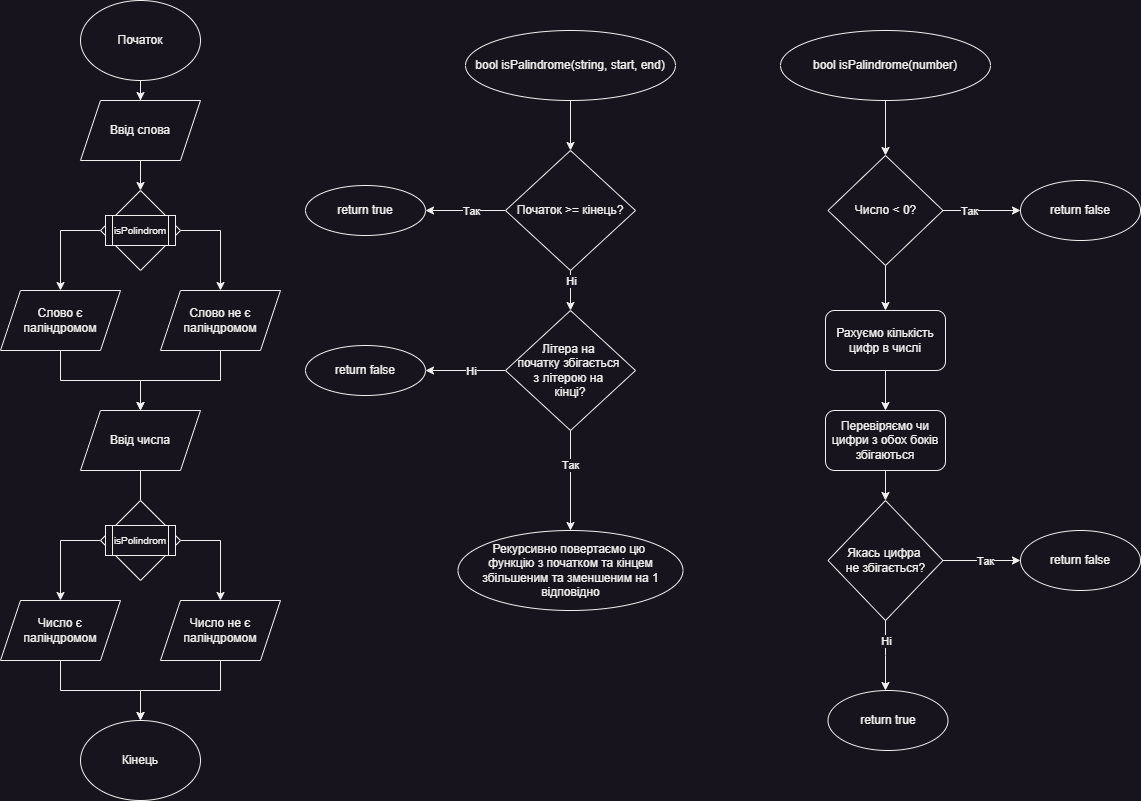 Початок
Ввід слова
isPolindrom
Слово є
паліндромом
Слово не є
паліндромом
Ввід числа
isPolindrom
Число є
паліндромом
Число не є
паліндромом
Кінець
bool isPalindrome(string, start, end)
Початок >= кінець?
Так
return true
Ні
Літера на
початку збігається
з літерою на
кінці?
Ні
return false
Так
Рекурсивно повертаємо цю
функцію з початком та кінцем
збільшеним та зменшеним на 1
відповідно
bool isPalindrome(number)
Число < 0?
Так
return false
Рахуємо кількість
цифр в числі
Перевіряємо чи
цифри з обох боків
збігаються
Якась цифра
не збігається?
Так
return false
Ні
return true